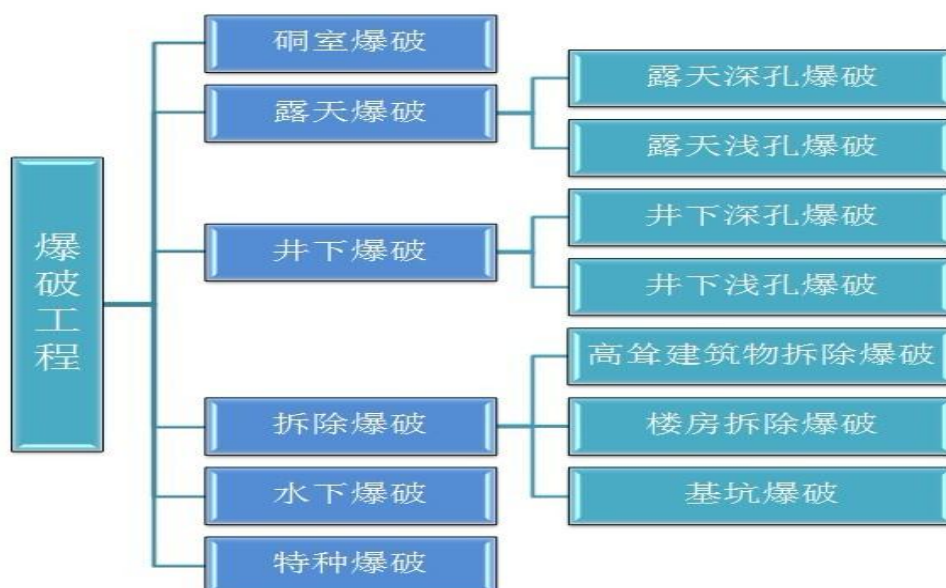 爆破工程
硐室爆破
露天爆破
露天深孔爆破
露天浅孔爆破
井下爆破
井下深孔爆破
井下浅孔爆破
拆除爆破
高耸建筑物拆除爆破
楼房拆除爆破
基坑爆破
水下爆破
特种爆破